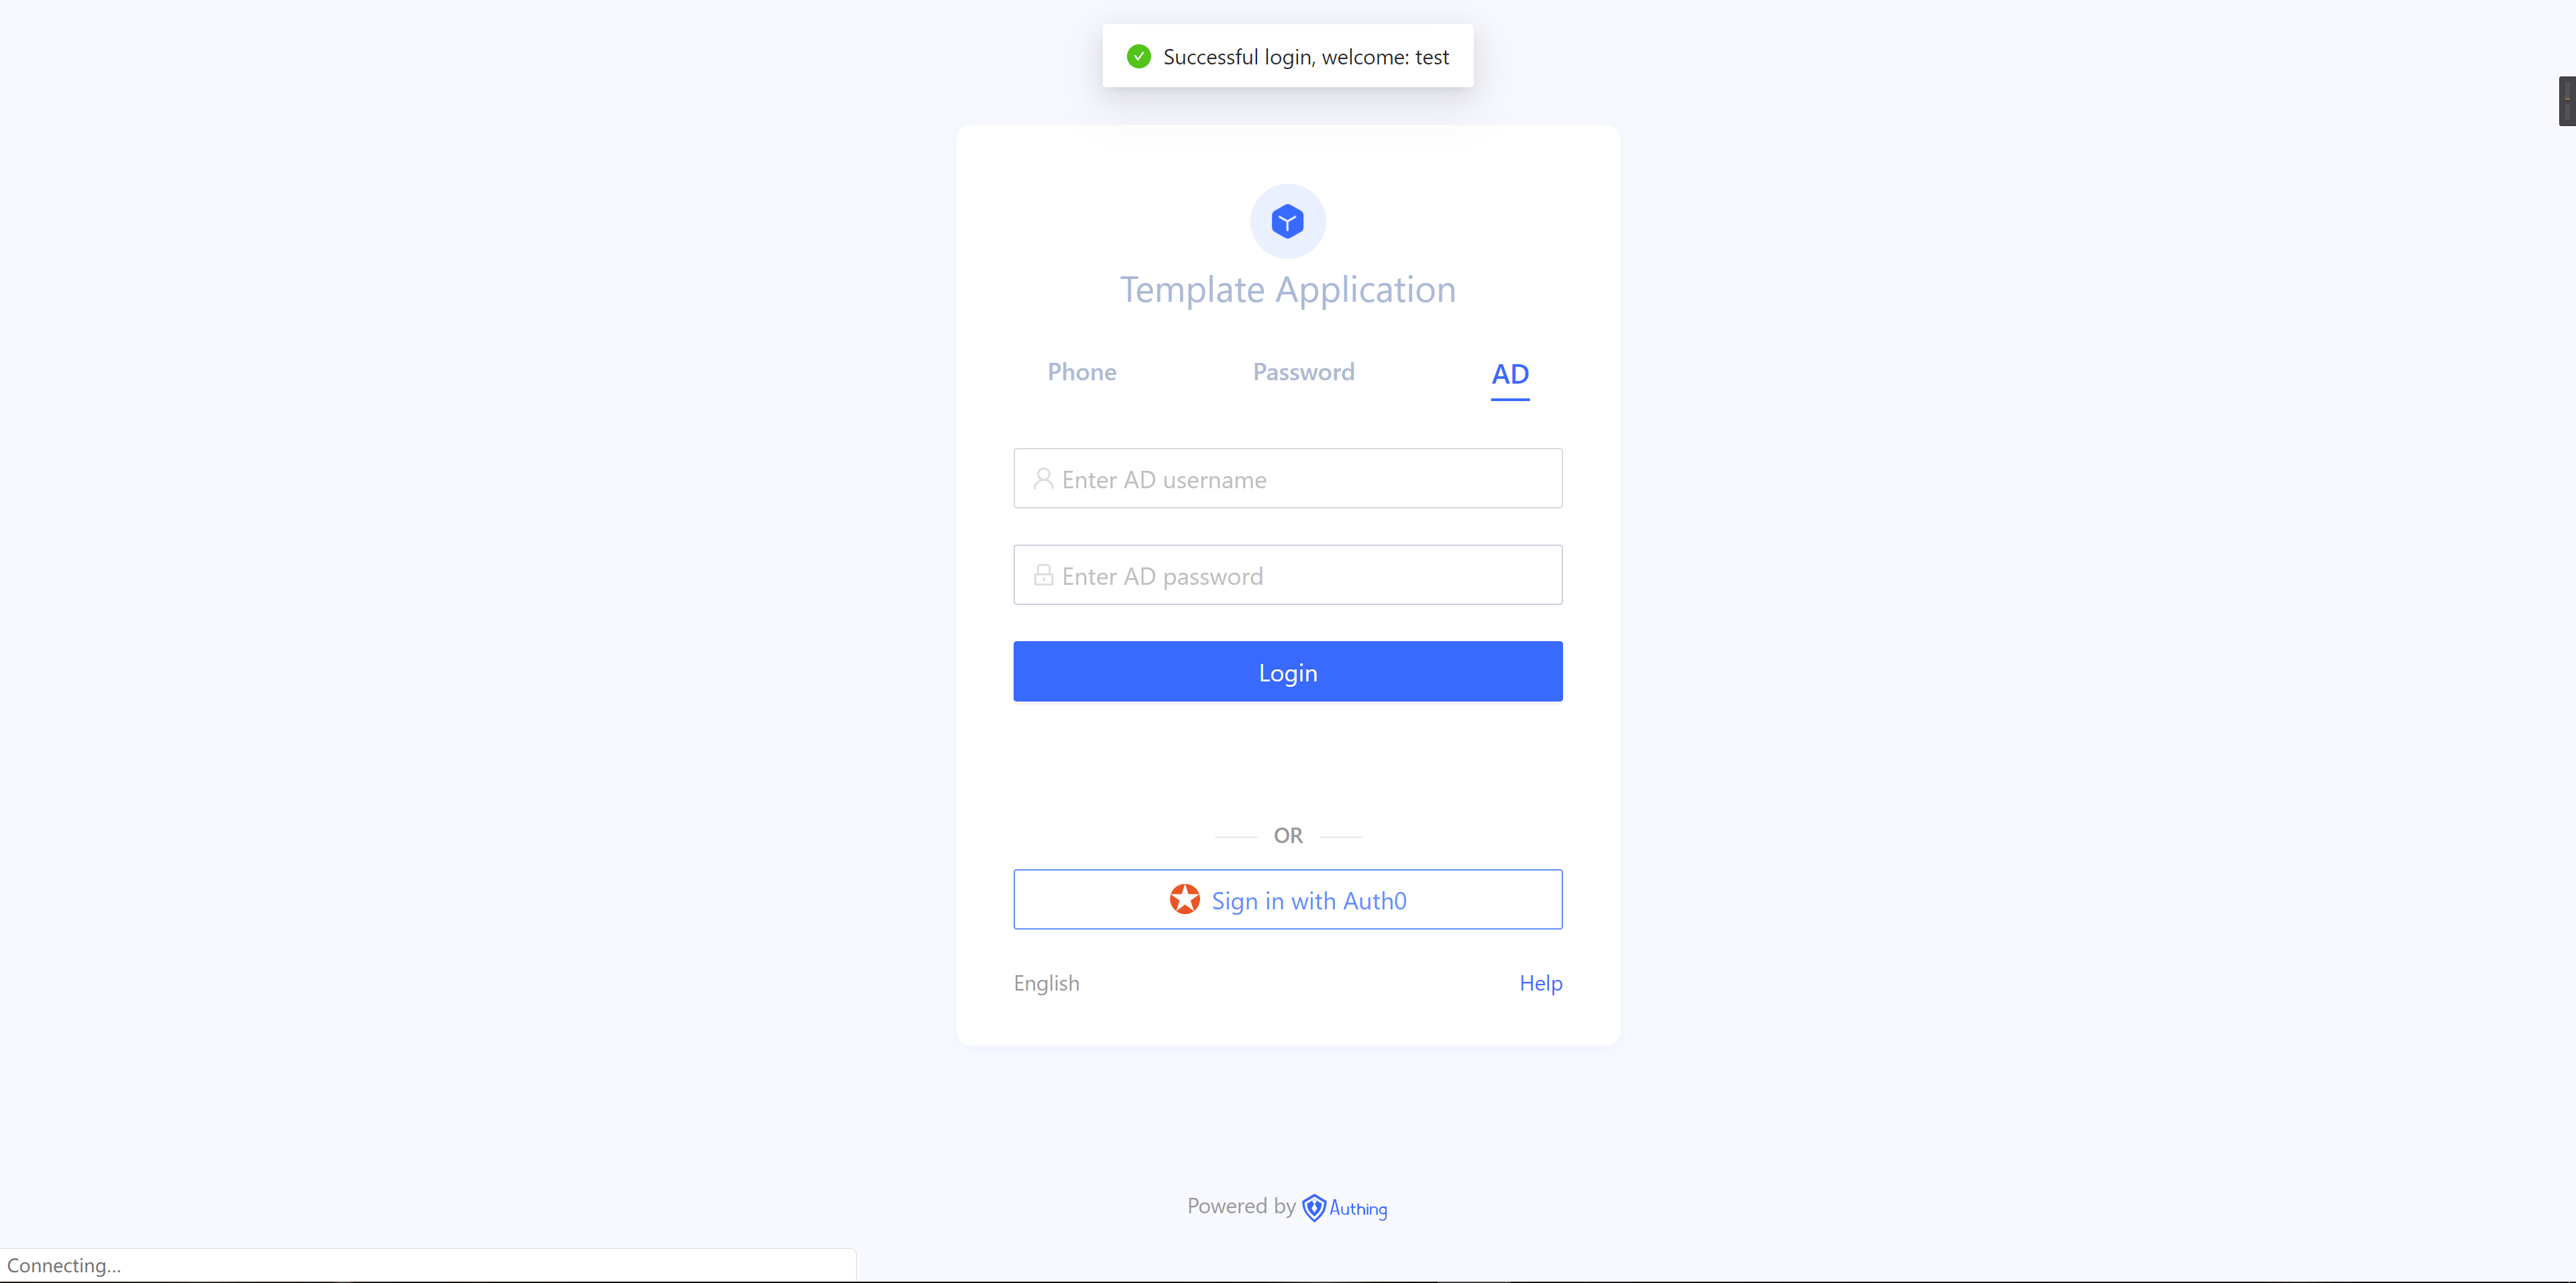 Successful login, welcome: test
Template Application
Phone Password AD
Enter AD username
Enter AD password
Login
OR
Sign in with Auth0
English Help
Powered by Authing
Connecting...